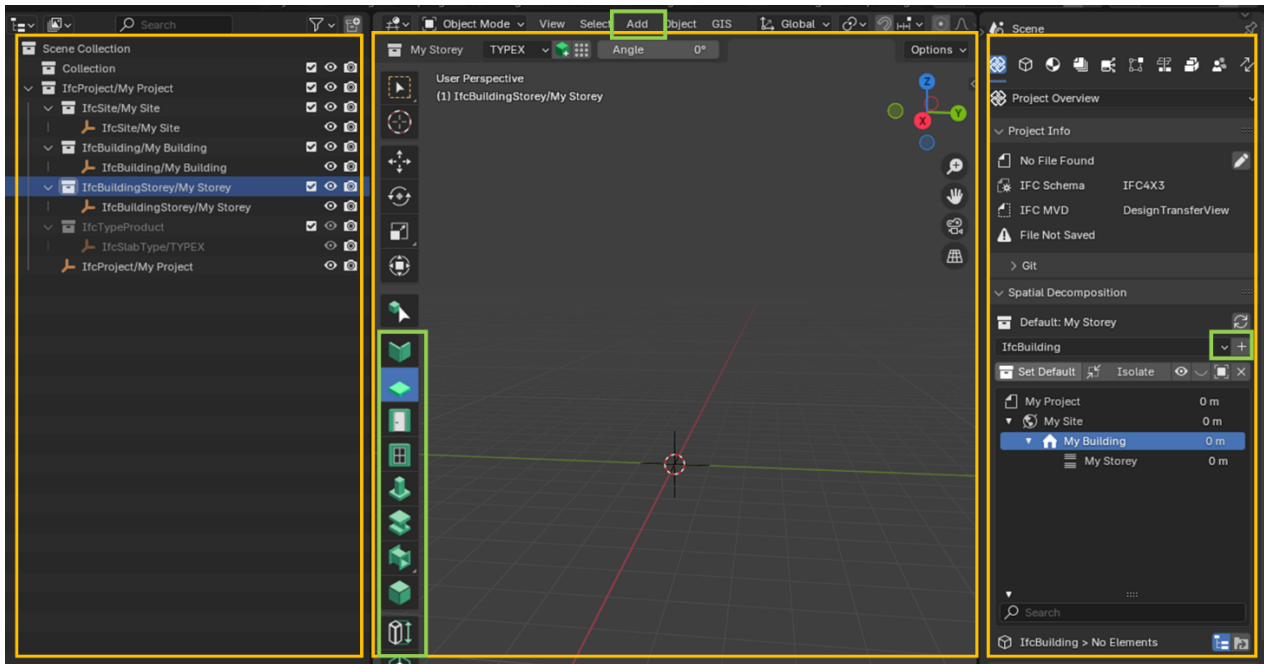 Search
Object Mode View Select Add Object GIS Global
Scene Collection
Collection
IfcProject/My Project
IfcSite/My Site
IfcSite/My Site
IfcBuilding/My Building
IfcBuilding/My Building
IfcBuildingStorey/My Storey
IfcBuildingStorey/My Storey
IfcTypeProduct
IfcSlabType/TYPEX
IfcProject/My Project
My Storey TYPEX Angle 0° Options
User Perspective
(1) IfcBuildingStorey/My Storey
Z
Y
X
Scene
Project Overview
Project Info
No File Found
IFC Schema IFC4X3
IFC MVD DesignTransferView
File Not Saved
Git
Spatial Decomposition
Default: My Storey
IfcBuilding
Set Default Isolate
My Project 0 m
My Site 0 m
My Building 0 m
My Storey 0 m
Search
IfcBuilding > No Elements